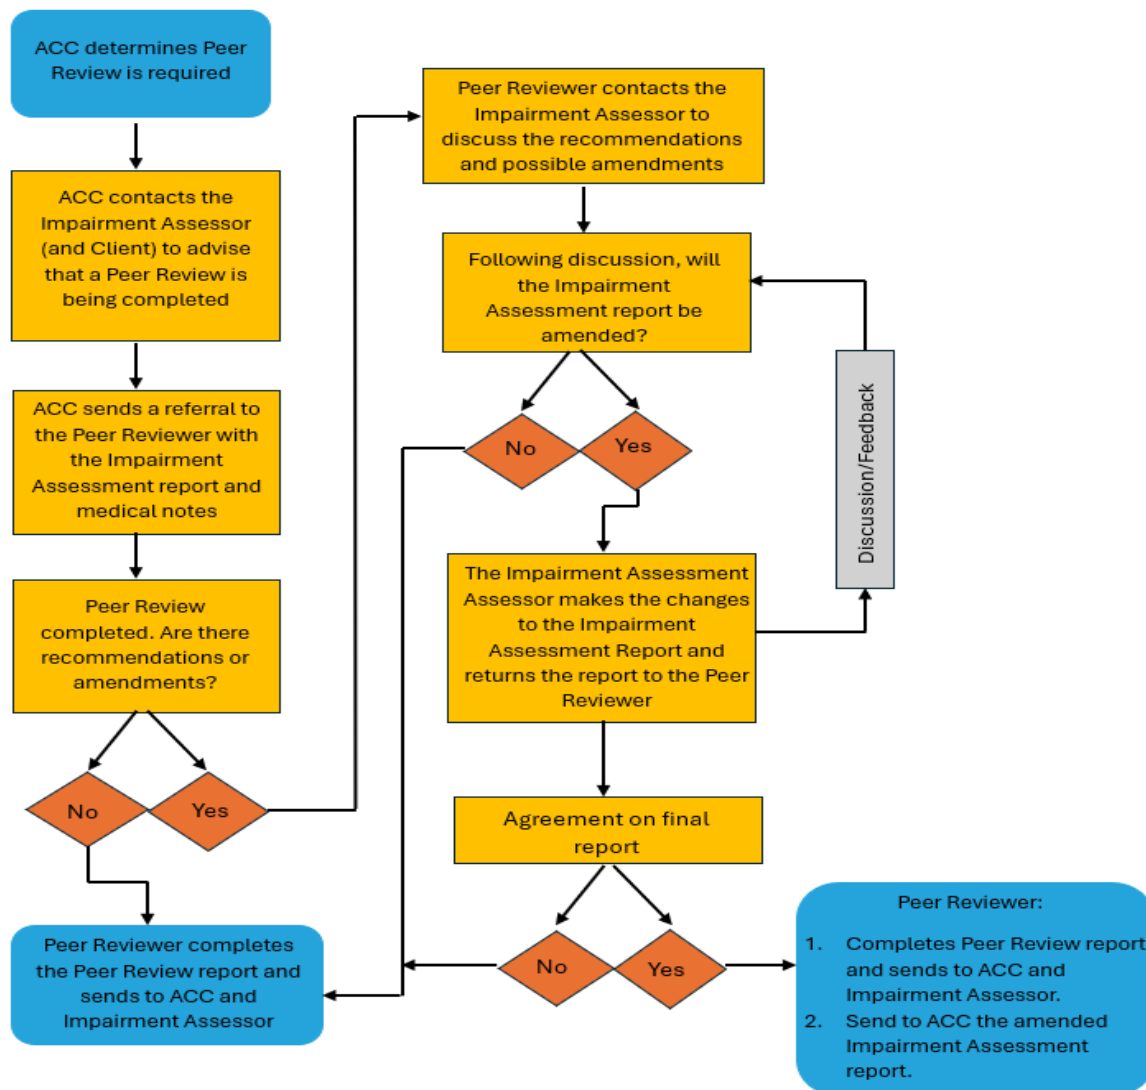 ACC determines Peer
Review is required
ACC contacts the
Impairment Assessor
(and Client) to advise
that a Peer Review is
being completed
ACC sends a referral to
the Peer Reviewer with
the Impairment
Assessment report and
medical notes
Peer Review
completed. Are there
recommendations or
amendments?
No
Yes
Peer Reviewer completes
the Peer Review report and
sends to ACC and
Impairment Assessor
Peer Reviewer contacts the
Impairment Assessor to
discuss the recommendations
and possible amendments
Following discussion, will
the Impairment
Assessment report be
amended?
No
Yes
Discussion/Feedback
The Impairment Assessment
Assessor makes the changes
to the Impairment
Assessment Report and
returns the report to the Peer
Reviewer
Agreement on final
report
No
Yes
Peer Reviewer:
1. Completes Peer Review report
and sends to ACC and
Impairment Assessor.
2. Send to ACC the amended
Impairment Assessment
report.